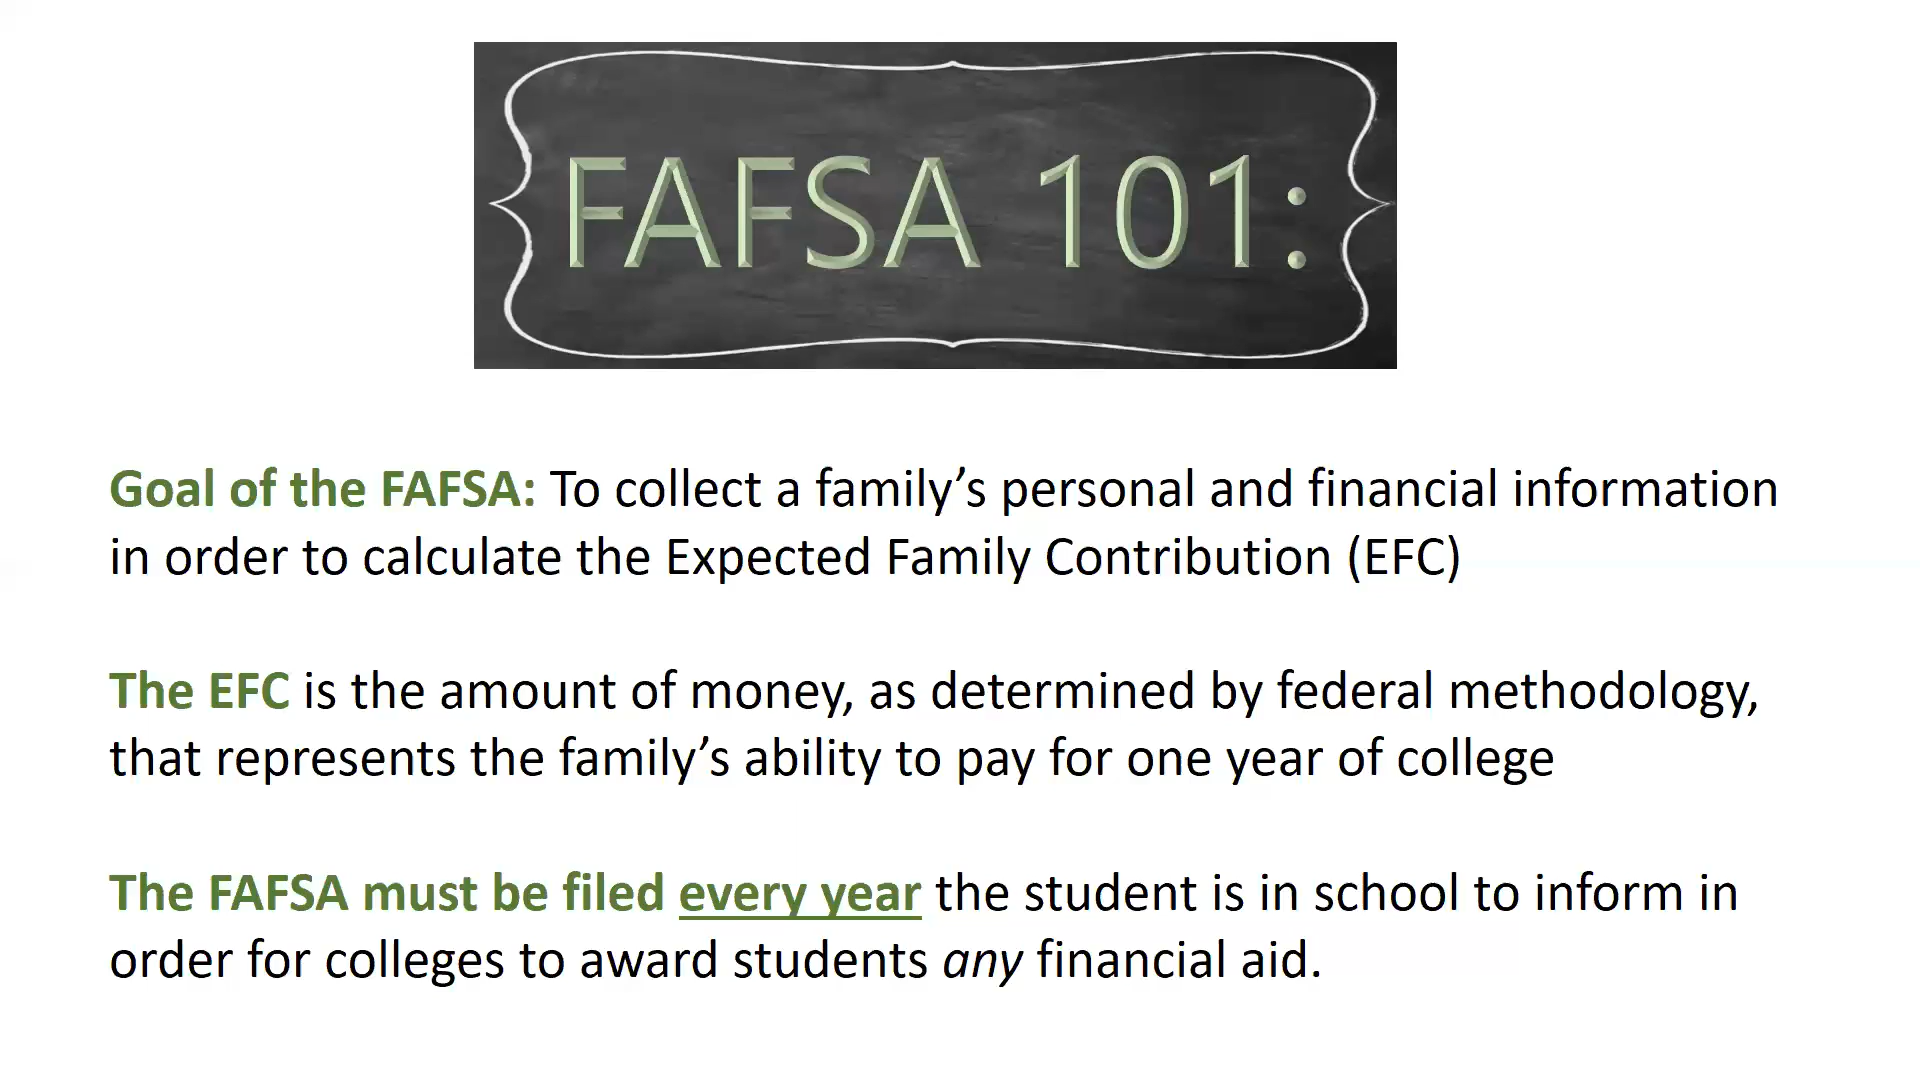 FAFSA 101:
Goal of the FAFSA: To collect a family’s personal and financial information
in order to calculate the Expected Family Contribution (EFC)
The EFC is the amount of money, as determined by federal methodology,
that represents the family’s ability to pay for one year of college
The FAFSA must be filed every year the student is in school to inform in
order for colleges to award students any financial aid.